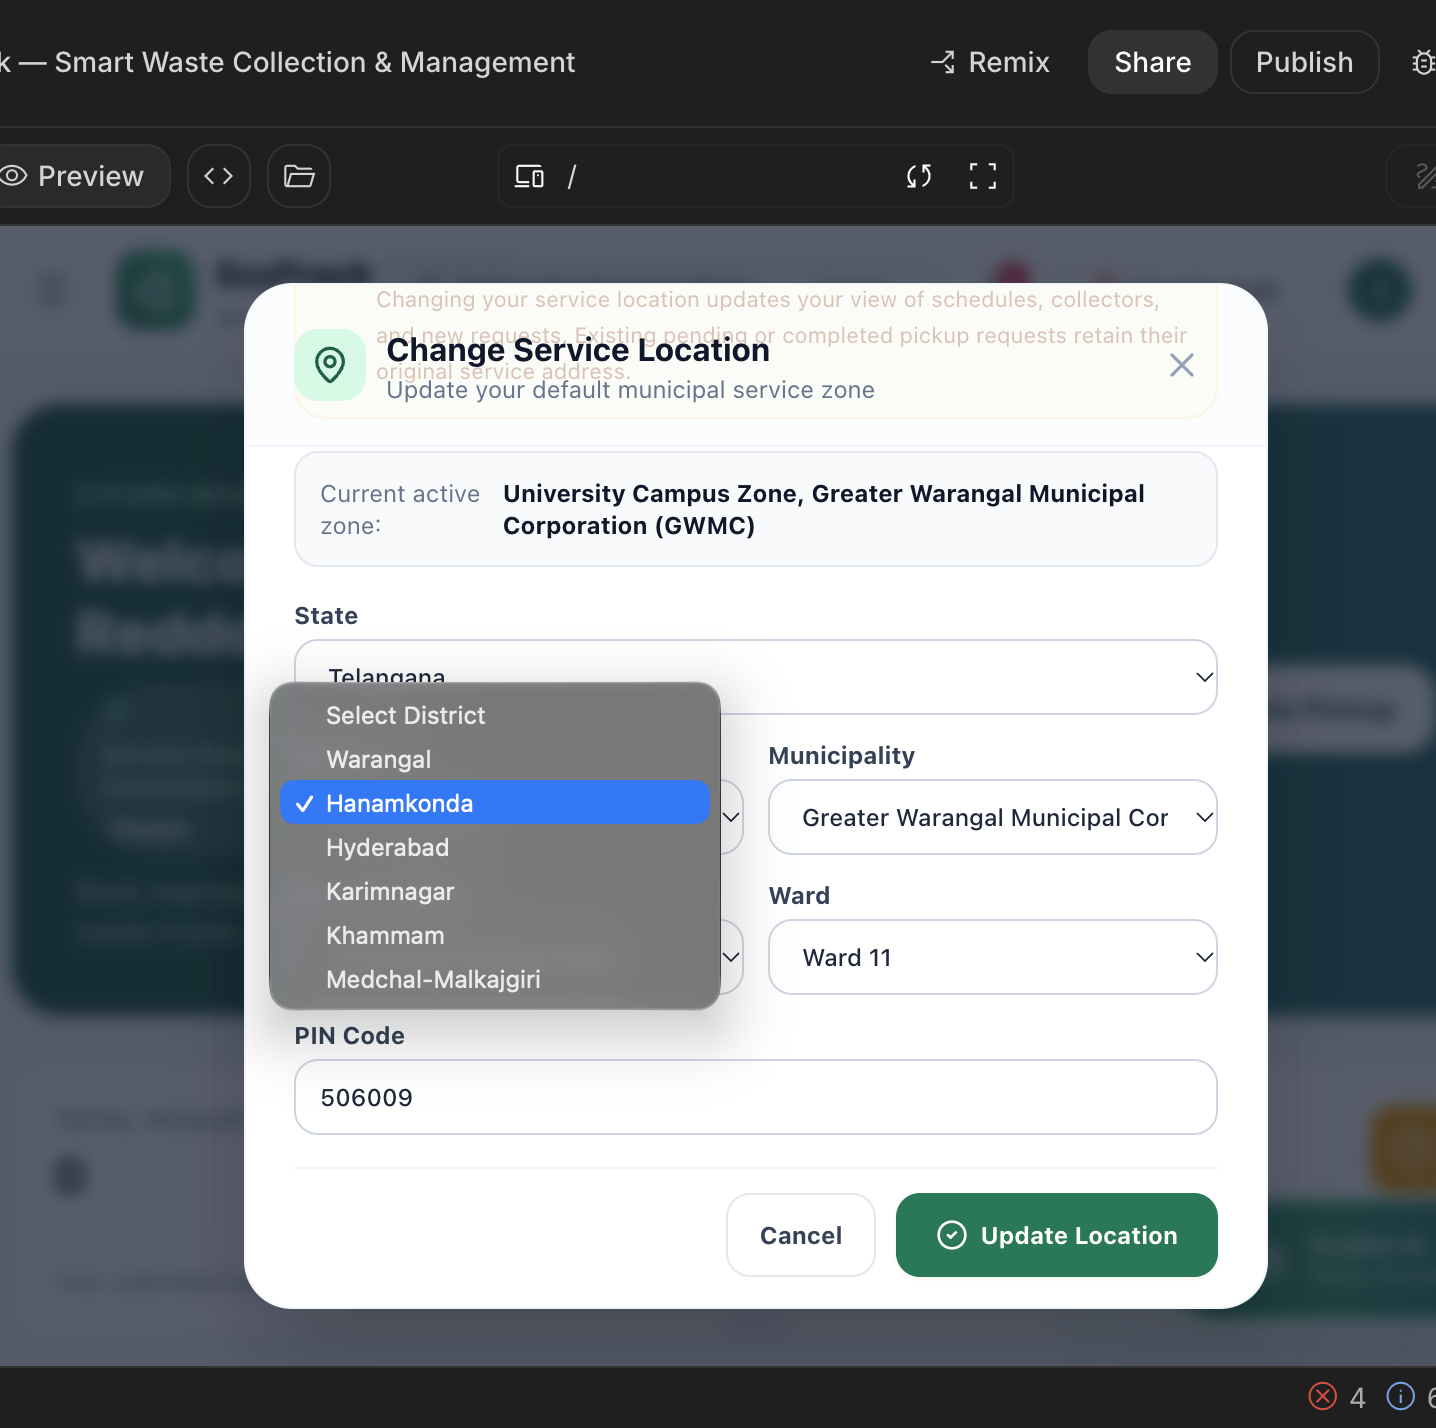 k — Smart Waste Collection & Management
Remix
Share
Publish
Preview
/
Changing your service location updates your view of schedules, collectors,
and new requests. Existing pending or completed pickup requests retain their
original service address.
Change Service Location
Update your default municipal service zone
Current active zone:
University Campus Zone, Greater Warangal Municipal
Corporation (GWMC)
State
Telangana
Select District
Warangal
✓ Hanamkonda
Hyderabad
Karimnagar
Khammam
Medchal-Malkajgiri
Municipality
Greater Warangal Municipal Cor
Ward
Ward 11
PIN Code
506009
Cancel
Update Location
4
6